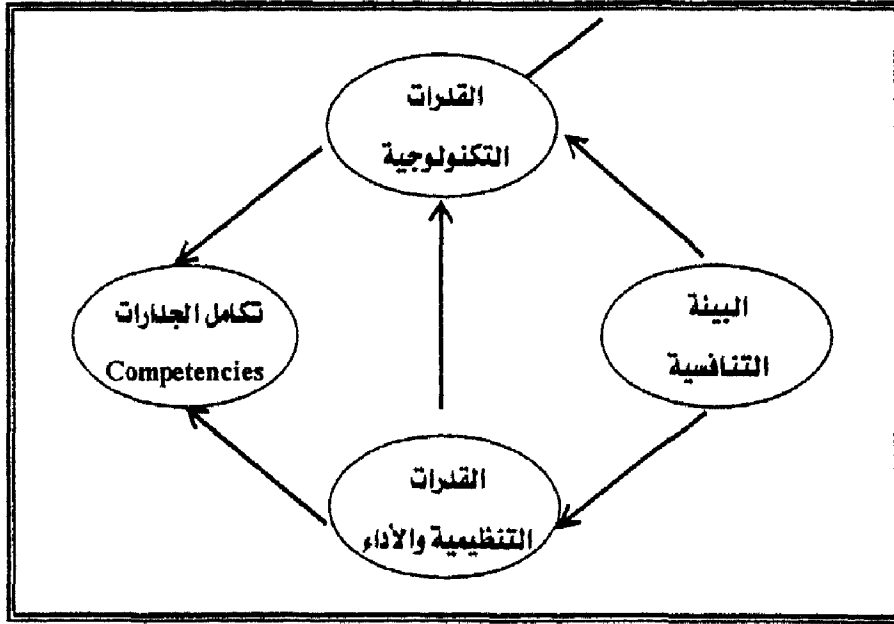 القدرات
التكنولوجية
البيئة
التنافسية
تكامل الجدارات
Competencies
القدرات
التنظيمية والأداء